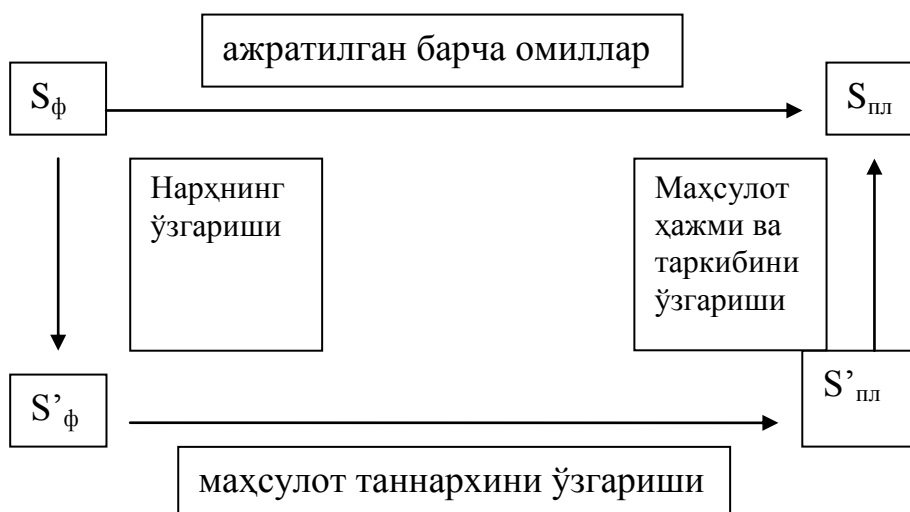 ажратилган барча омиллар
Sф
Sпл
Нарҳнинг
ўзгариши
Маҳсулот
ҳажми ва
таркибини
ўзгариши
S’ф
S’пл
маҳсулот таннархини ўзгариши